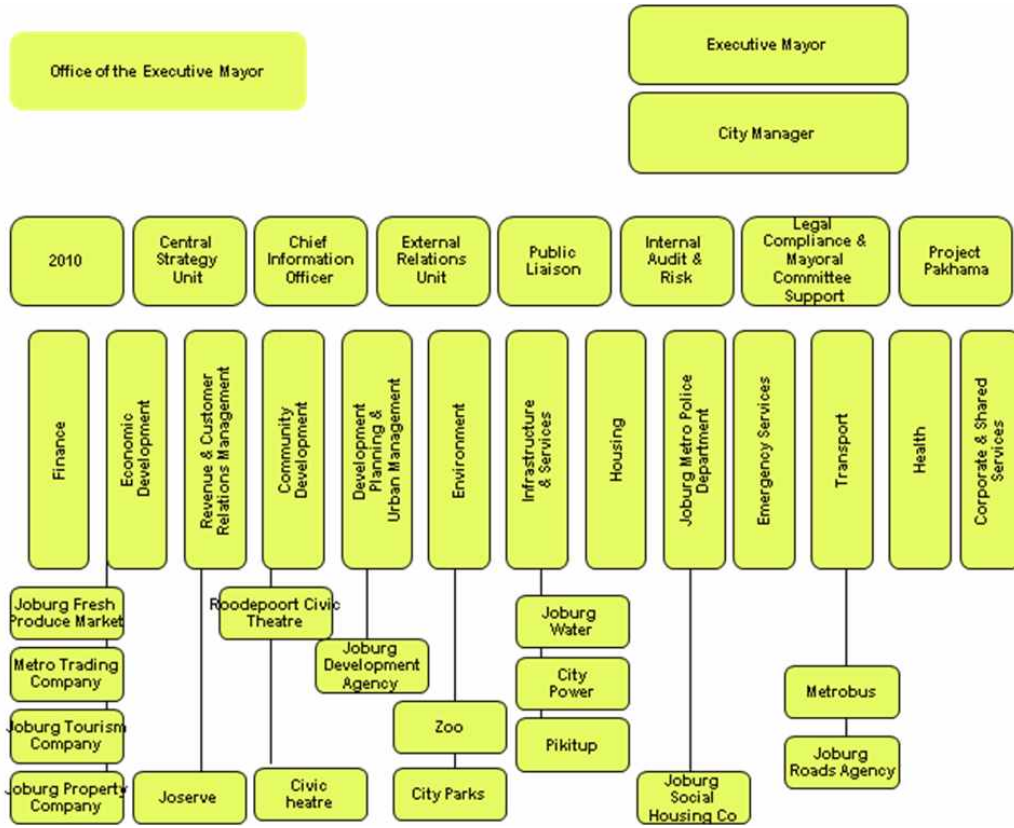 Office of the Executive Mayor
Executive Mayor
City Manager
2010
Central
Strategy
Unit
Chief
Information
Officer
External
Relations
Unit
Public
Liaison
Internal
Audit &
Risk
Legal
Compliance &
Mayoral
Committee
Support
Project
Pakhama
Finance
Economic
Development
Revenue & Customer
Relations Management
Community
Development
Development
Planning &
Urban Management
Environment
Infrastructure
& Services
Housing
Joburg Metro Police
Department
Emergency Services
Transport
Health
Corporate & Shared
Services
Joburg Fresh
Produce Market
Metro Trading
Company
Joburg Tourism
Company
Joburg Property
Company
Joserve
Roodepoort Civic
Theatre
Civic
heatre
Joburg
Development
Agency
Zoo
City Parks
Joburg
Water
City
Power
Pikitup
Joburg
Social
Housing Co
Metrobus
Joburg
Roads Agency